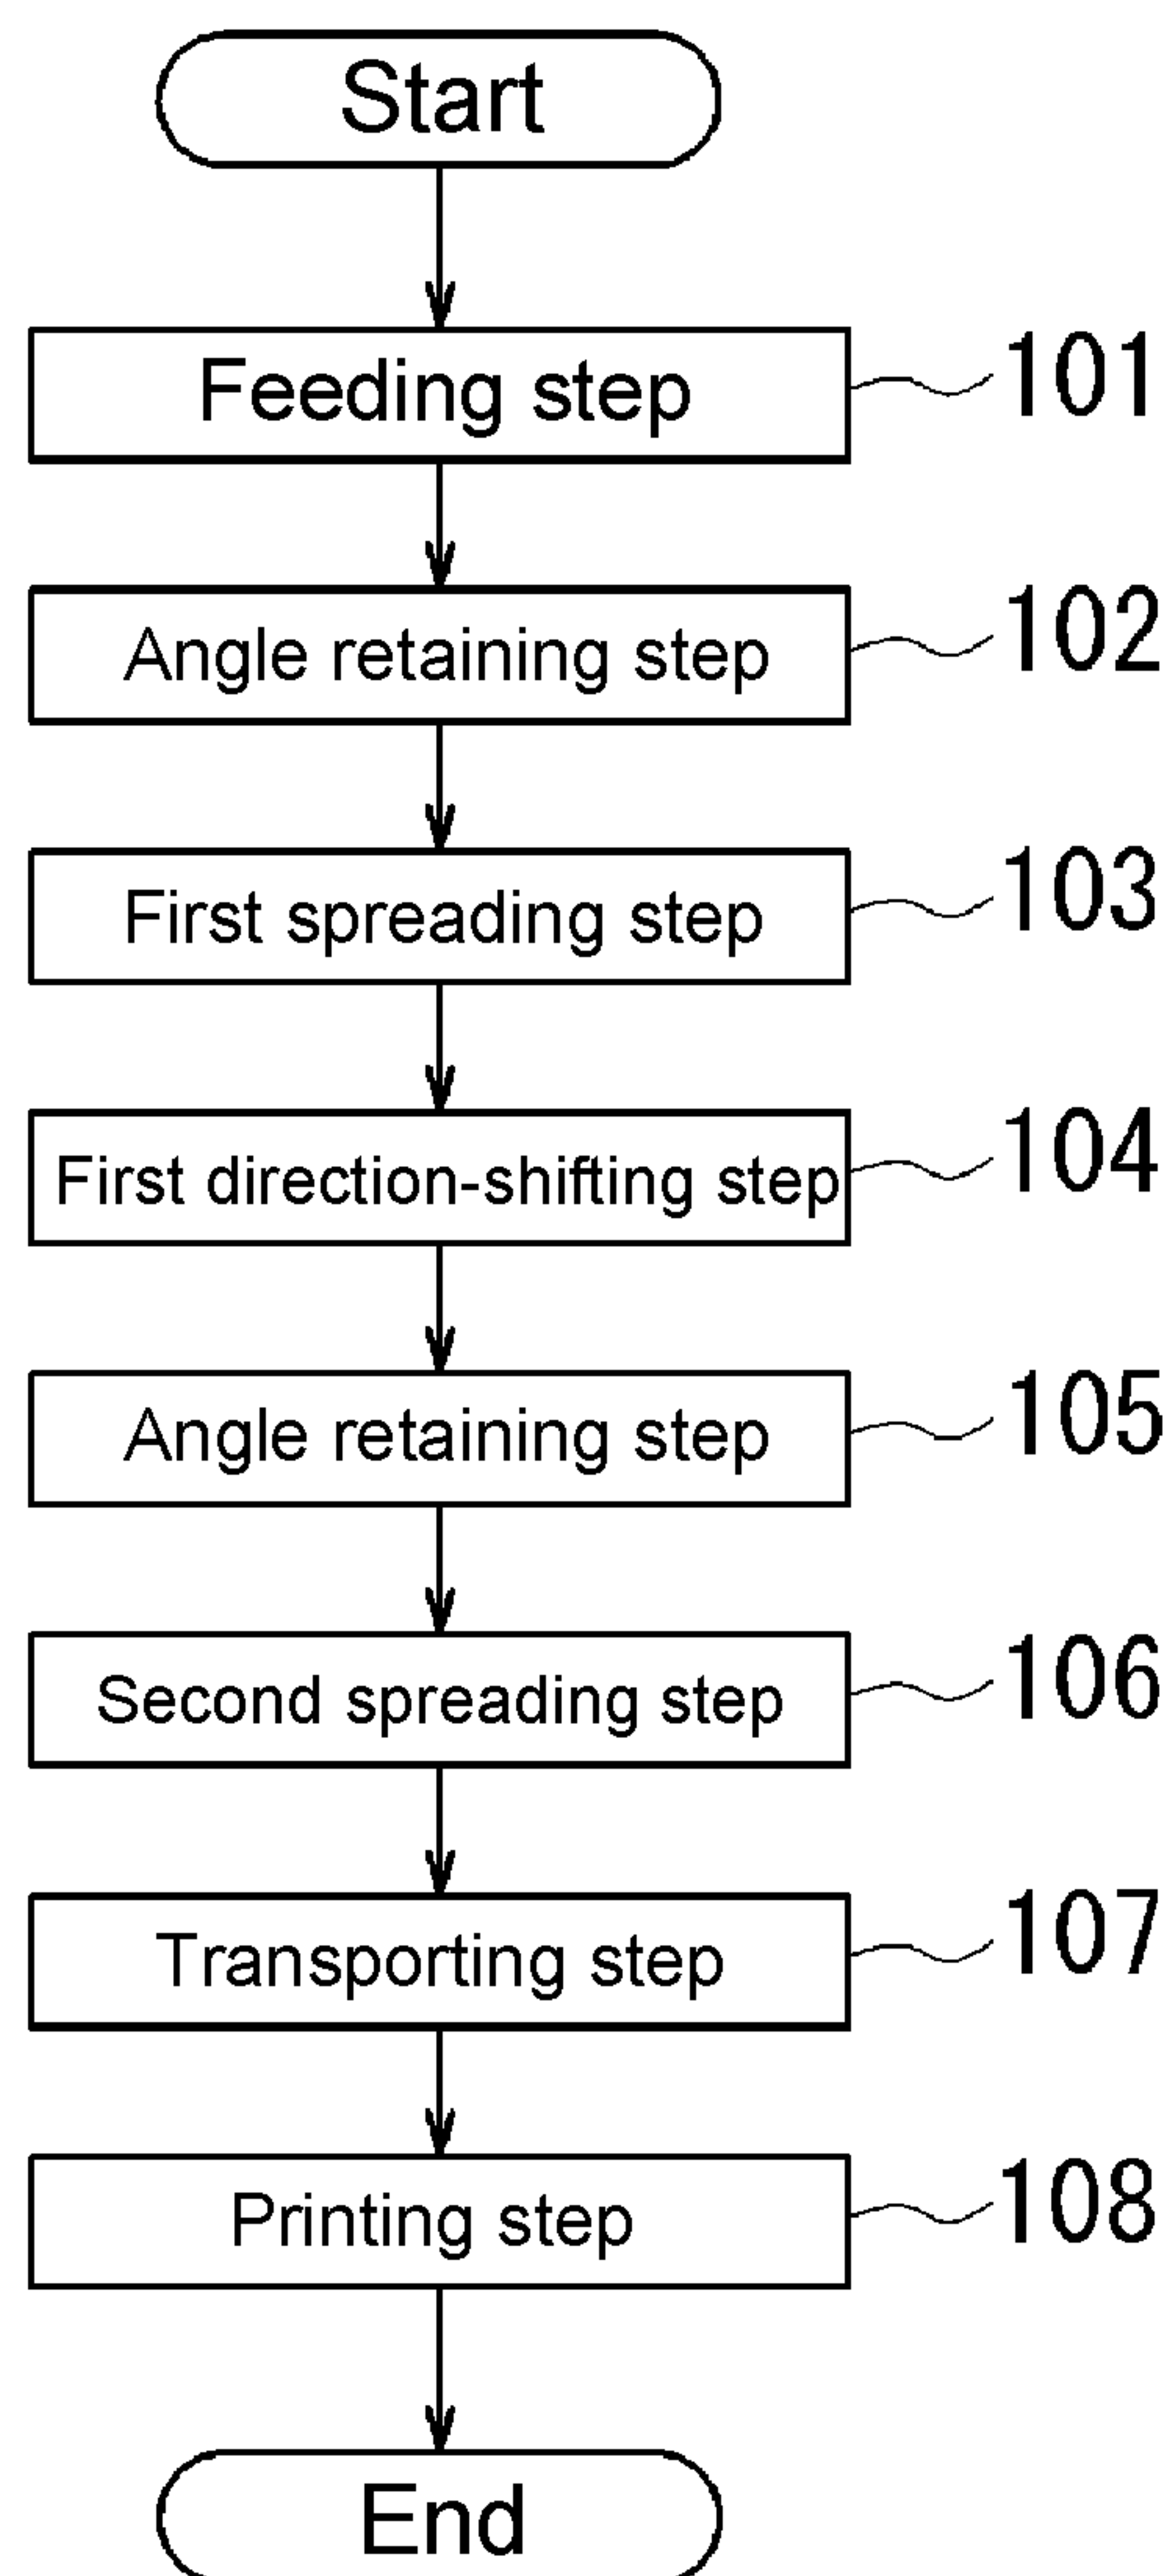 Start
Feeding step 101
Angle retaining step 102
First spreading step 103
First direction-shifting step 104
Angle retaining step 105
Second spreading step 106
Transporting step 107
Printing step 108
End